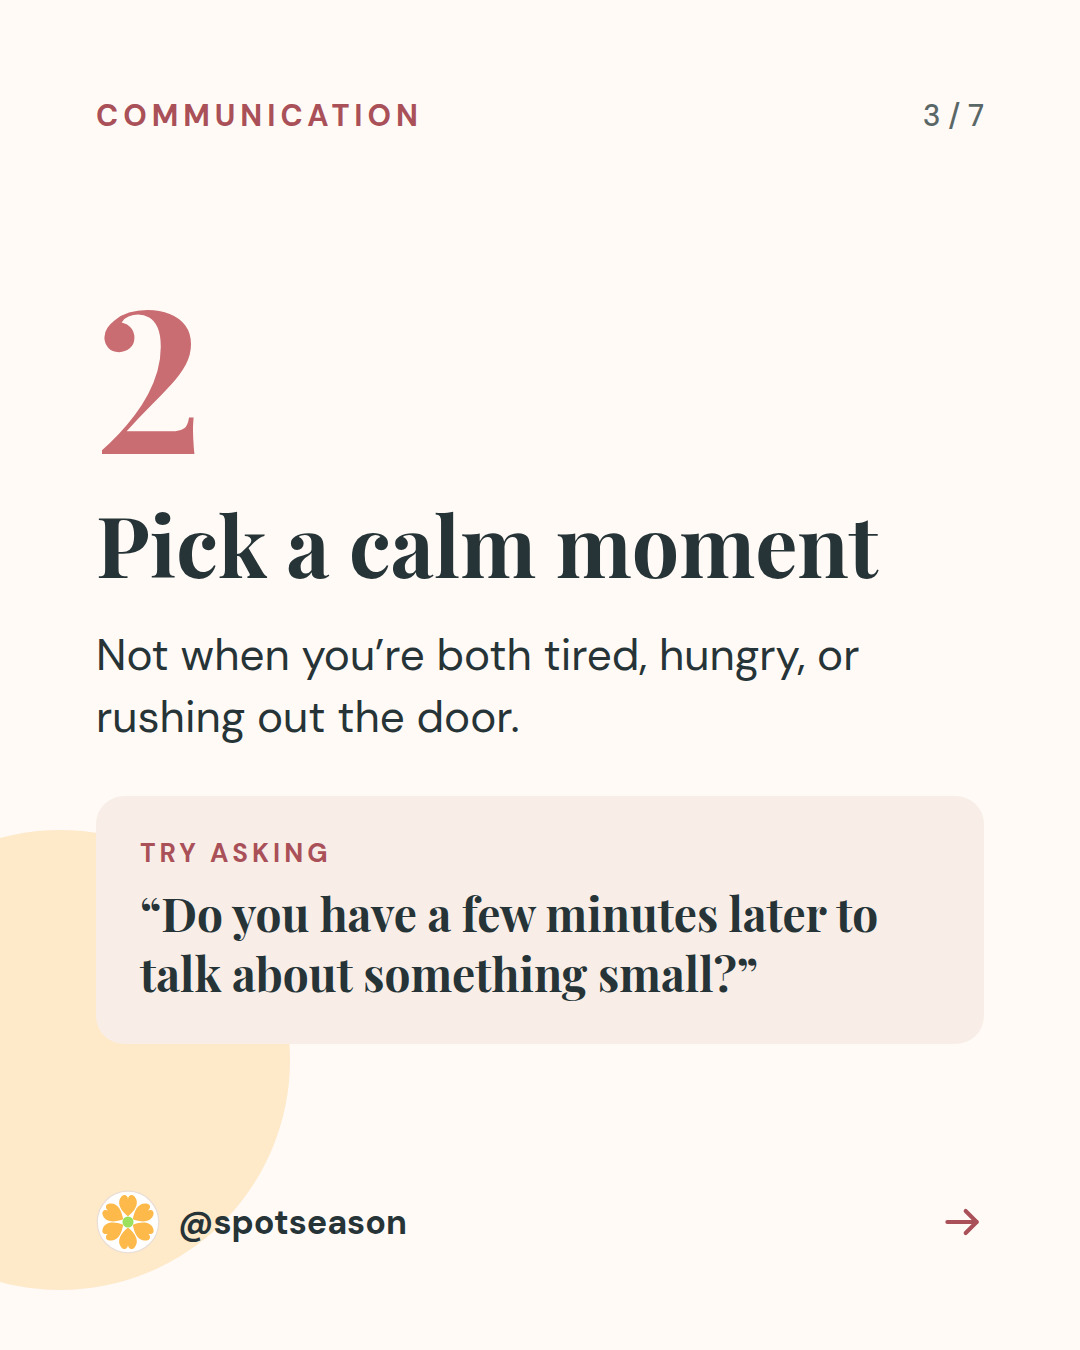 COMMUNICATION
3 / 7
2
Pick a calm moment
Not when you’re both tired, hungry, or
rushing out the door.
TRY ASKING
“Do you have a few minutes later to
talk about something small?”
@spotseason